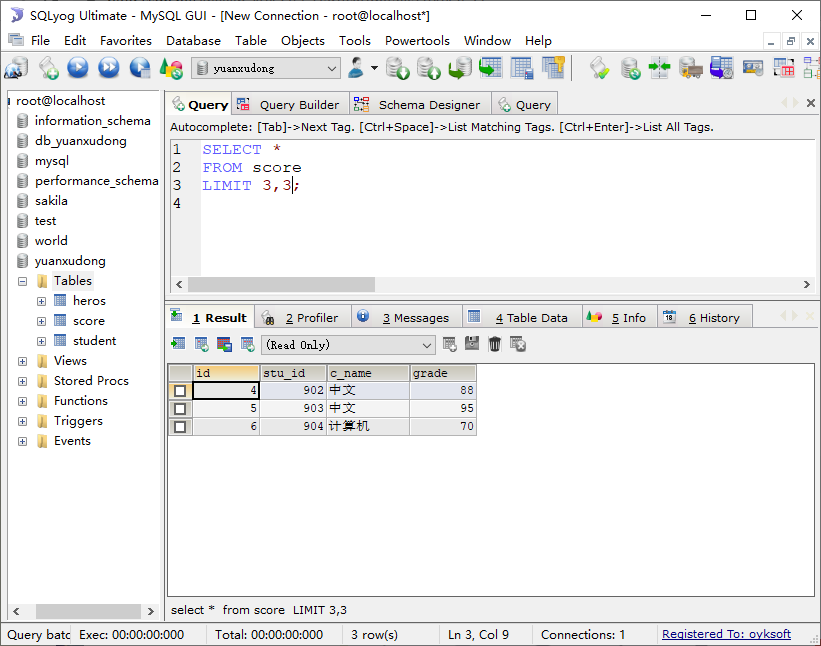 SQLyog Ultimate - MySQL GUI - [New Connection - root@localhost*]
File Edit Favorites Database Table Objects Tools Powertools Window Help
yuanxudong
root@localhost
information_schema
db_yuanxudong
mysql
performance_schema
sakila
test
world
yuanxudong
Tables
heros
score
student
Views
Stored Procs
Functions
Triggers
Events
Query Query Builder Schema Designer Query
Autocomplete: [Tab]->Next Tag. [Ctrl+Space]->List Matching Tags. [Ctrl+Enter]->List All Tags.
1 SELECT *
2 FROM score
3 LIMIT 3,3;
4
1 Result 2 Profiler 3 Messages 4 Table Data 5 Info 6 History
(Read Only)
id stu_id c_name grade
4 902 中文 88
5 903 中文 95
6 904 计算机 70
select * from score LIMIT 3,3
Query batc Exec: 00:00:00:000 Total: 00:00:00:000 3 row(s) Ln 3, Col 9 Connections: 1 Registered To: oyksoft